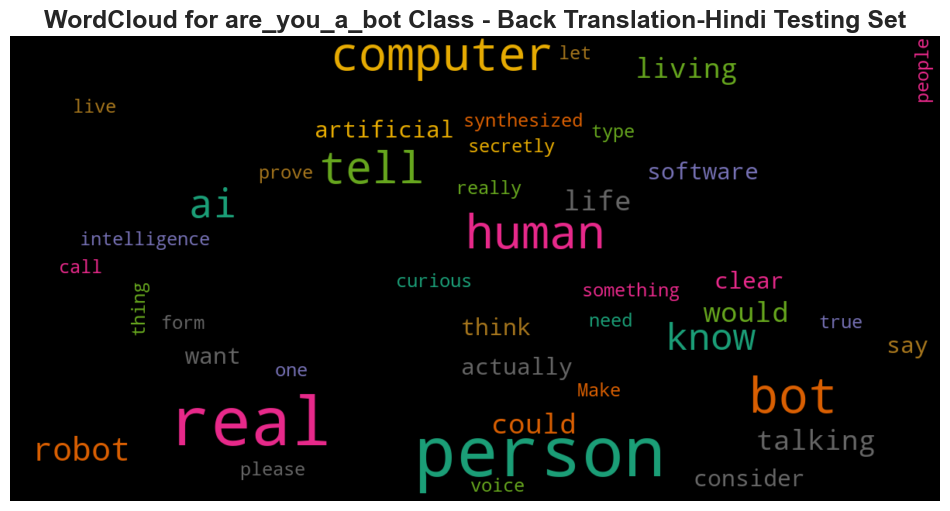 WordCloud for are_you_a_bot Class - Back Translation-Hindi Testing Set
computer
let
living
people
live
artificial
synthesized
type
secretly
prove
tell
really
software
ai
life
human
intelligence
call
curious
something
clear
thing
form
think
need
would
know
true
want
actually
say
one
Make
real
could
bot
robot
person
talking
please
voice
consider